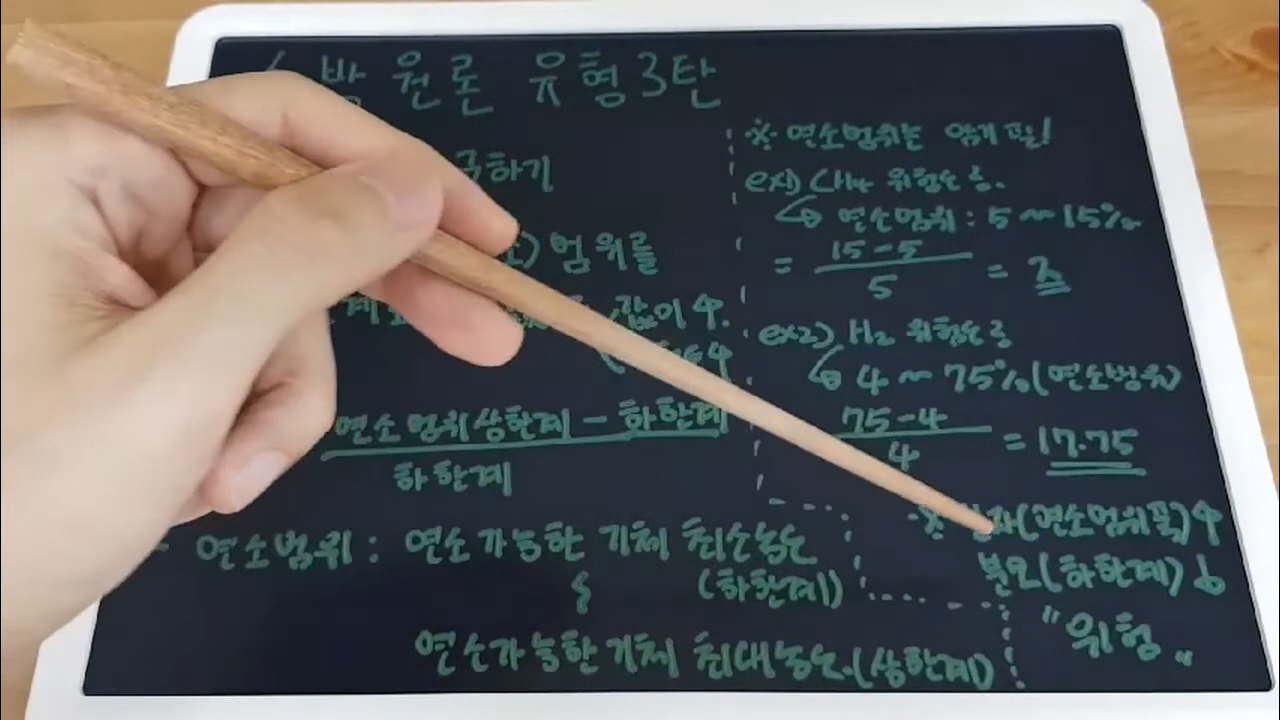 방 원론 유형 3탄
구하기
범위를
값이 ↑.
연소범위상한계 - 하한계
하한계
연소범위 : 연소가능한 기체 최소농도
(하한계)
연소가능한 기체 최대농도.(상한계)
※ 연소범위는 암기 필!
ex1) CH4 위험도는.
연소범위 : 5 ~ 15%
15-5
= = 2
5
ex2) H2 위험도는
4 ~ 75% (연소범위)
75-4
= 17.75
4
※ (연소범위폭) ↑
분모(하한계) ↓
"위험"